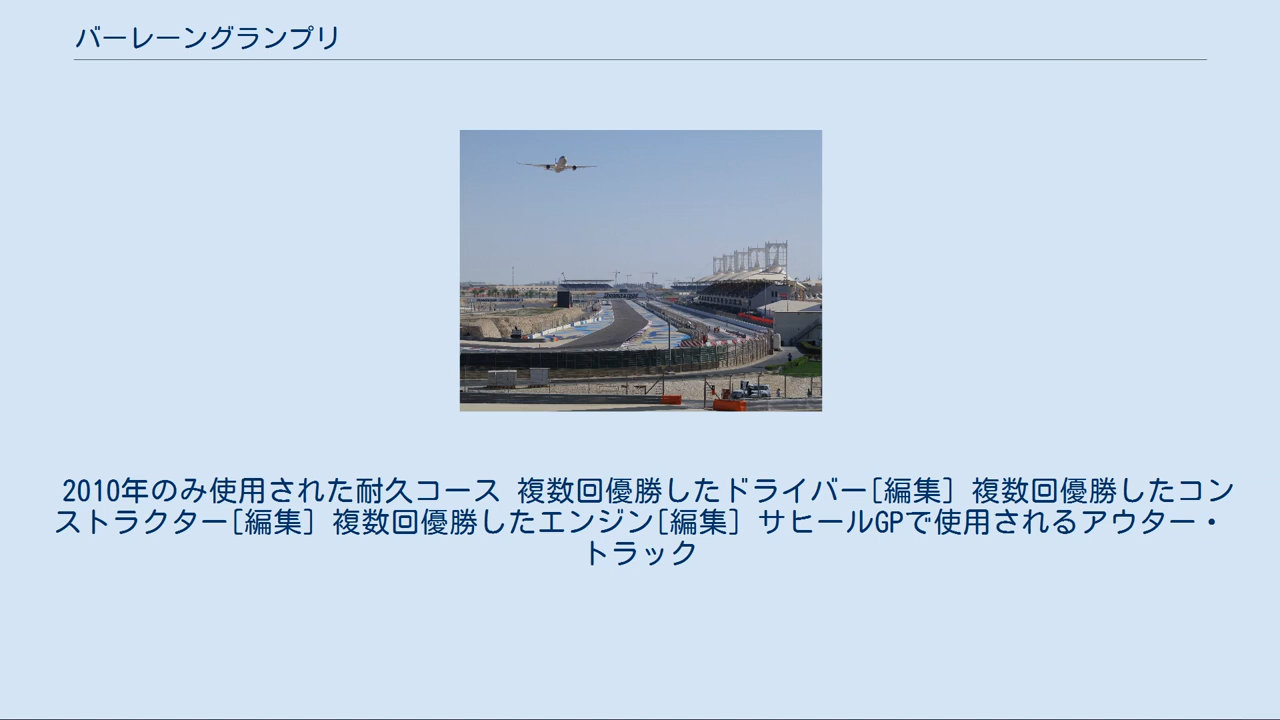 バーレーングランプリ
2010年のみ使用された耐久コース 複数回優勝したドライバー[編集] 複数回優勝したコン
ストラクター[編集] 複数回優勝したエンジン[編集] サヒールGPで使用されるアウター・
トラック